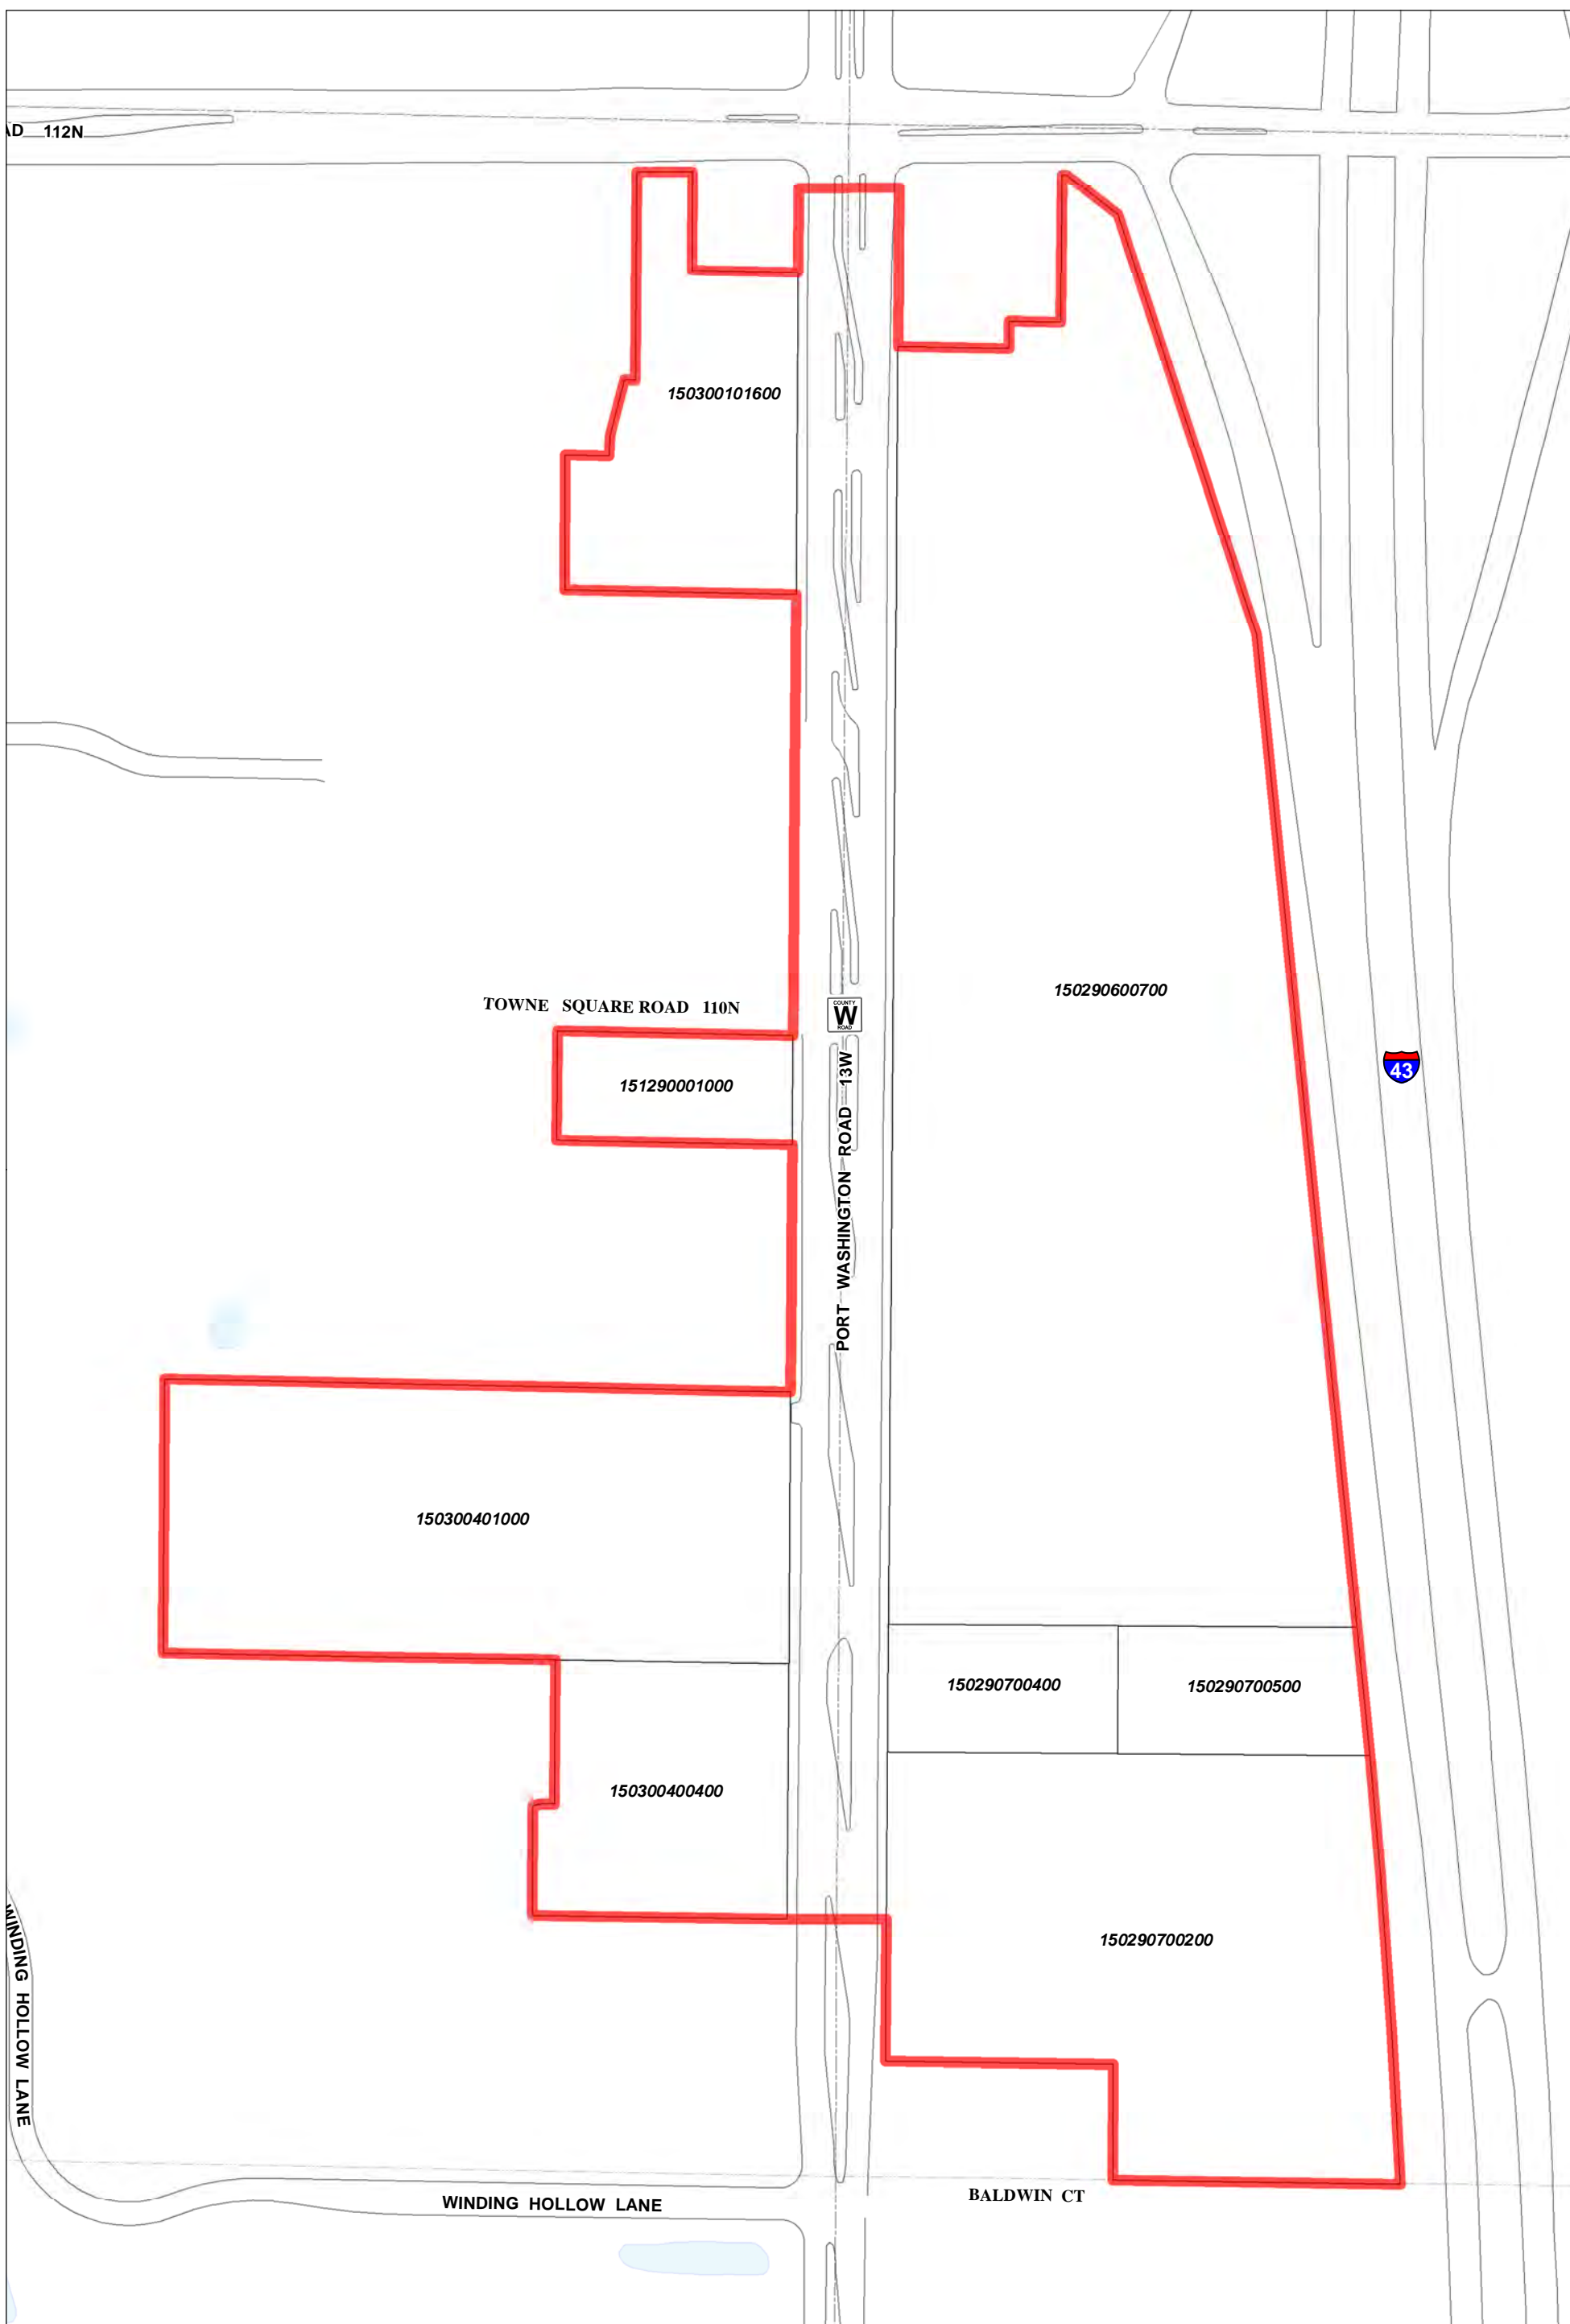 AD 112N
150300101600
150290600700
TOWNE SQUARE ROAD 110N
COUNTY
W
ROAD
PORT WASHINGTON ROAD 13W
43
151290001000
150300401000
150290700400
150290700500
150300400400
150290700200
WINDING HOLLOW LANE
WINDING HOLLOW LANE
BALDWIN CT